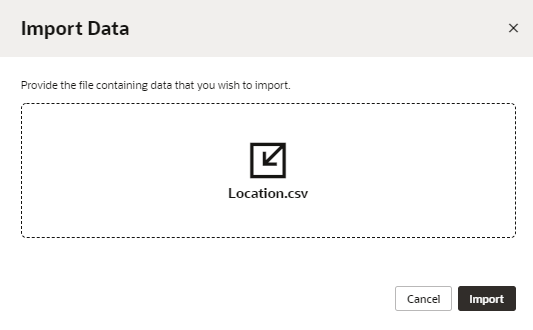 Import Data
Provide the file containing data that you wish to import.
Location.csv
Cancel Import